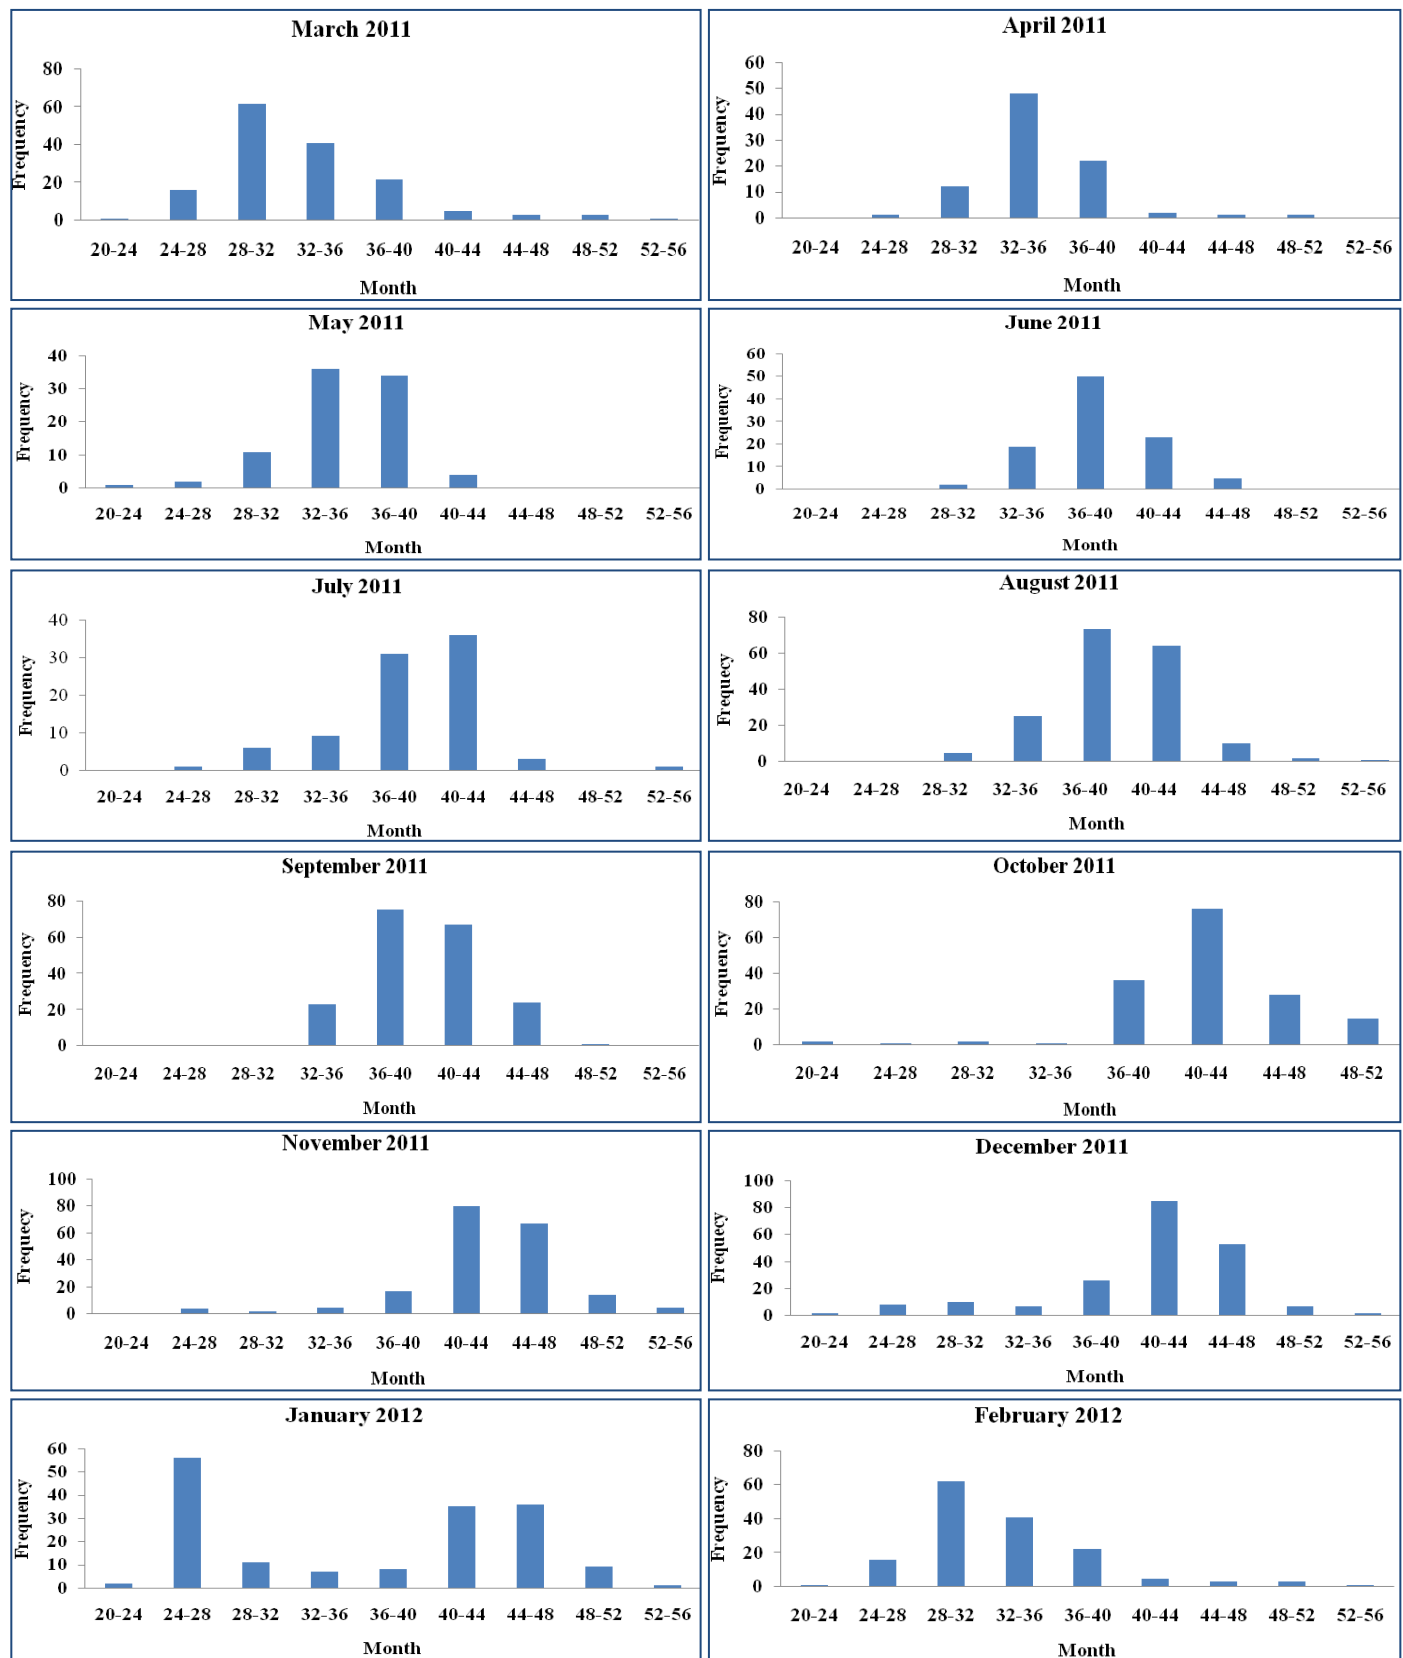 March 2011
Frequency
80
60
40
20
0
20-24 24-28 28-32 32-36 36-40 40-44 44-48 48-52 52-56
Month
April 2011
Frequency
60
50
40
30
20
10
0
20-24 24-28 28-32 32-36 36-40 40-44 44-48 48-52 52-56
Month
May 2011
Frequency
40
30
20
10
0
20-24 24-28 28-32 32-36 36-40 40-44 44-48 48-52 52-56
Month
June 2011
Frequency
60
50
40
30
20
10
0
20-24 24-28 28-32 32-36 36-40 40-44 44-48 48-52 52-56
Month
July 2011
Frequency
40
30
20
10
0
20-24 24-28 28-32 32-36 36-40 40-44 44-48 48-52 52-56
Month
August 2011
Frequecy
80
60
40
20
0
20-24 24-28 28-32 32-36 36-40 40-44 44-48 48-52 52-56
Month
September 2011
Frequency
80
60
40
20
0
20-24 24-28 28-32 32-36 36-40 40-44 44-48 48-52 52-56
Month
October 2011
Frequency
80
60
40
20
0
20-24 24-28 28-32 32-36 36-40 40-44 44-48 48-52
Month
November 2011
Frequecy
100
80
60
40
20
0
20-24 24-28 28-32 32-36 36-40 40-44 44-48 48-52 52-56
Month
December 2011
Frequecy
100
80
60
40
20
0
20-24 24-28 28-32 32-36 36-40 40-44 44-48 48-52 52-56
Month
January 2012
Frequency
60
50
40
30
20
10
0
20-24 24-28 28-32 32-36 36-40 40-44 44-48 48-52 52-56
Month
February 2012
Frequency
80
60
40
20
0
20-24 24-28 28-32 32-36 36-40 40-44 44-48 48-52 52-56
Month